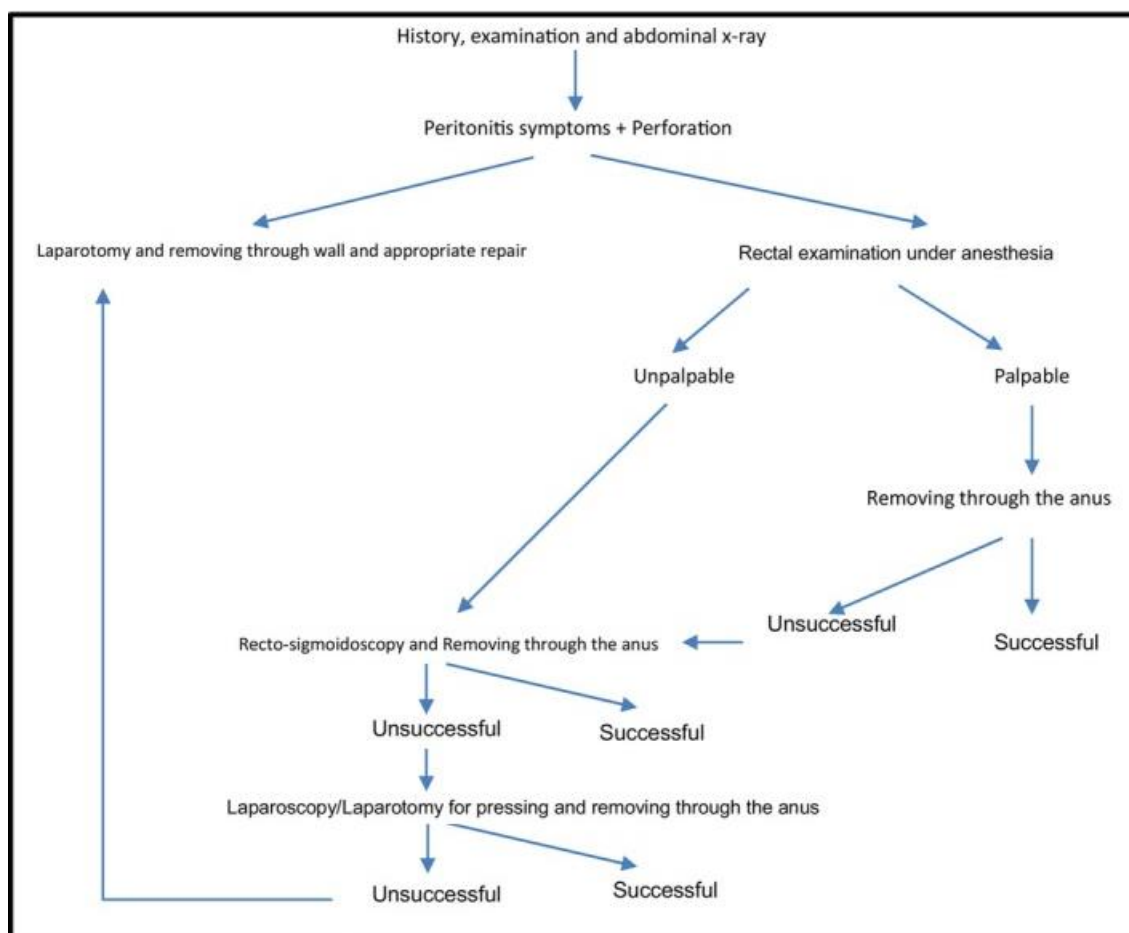 History, examination and abdominal x-ray
Peritonitis symptoms + Perforation
Laparotomy and removing through wall and appropriate repair
Rectal examination under anesthesia
Unpalpable
Palpable
Removing through the anus
Unsuccessful
Successful
Recto-sigmoidoscopy and Removing through the anus
Unsuccessful
Successful
Laparoscopy/Laparotomy for pressing and removing through the anus
Unsuccessful
Successful